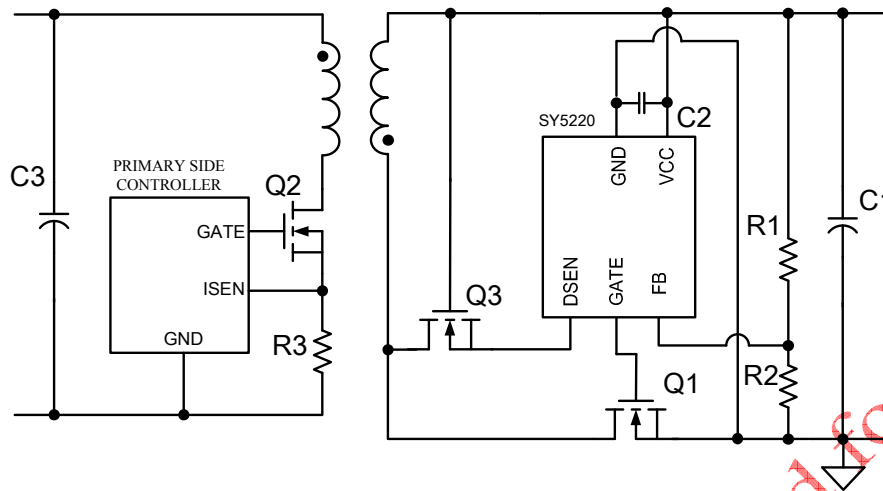 SY5220
C2
GND
VCC
PRIMARY SIDE
CONTROLLER
C3
Q2
C1
GATE
R1
DSEN
GATE
FB
ISEN
Q3
GND
R3
R2
Q1